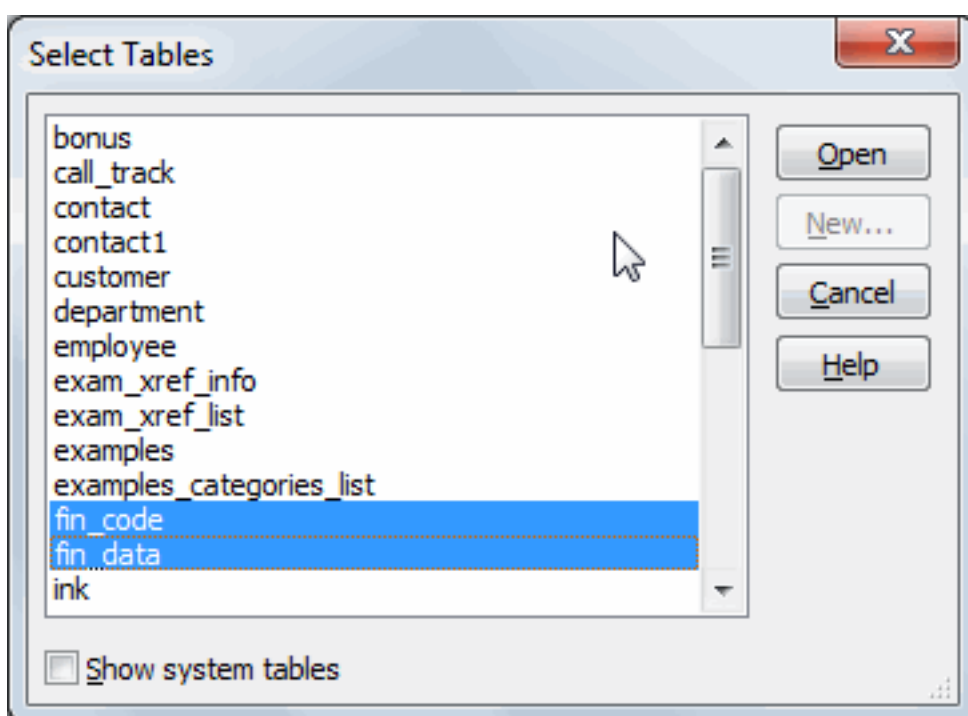 Select Tables
bonus
call_track
contact
contact1
customer
department
employee
exam_xref_info
exam_xref_list
examples
examples_categories_list
fin_code
fin_data
ink
Open
New...
Cancel
Help
Show system tables